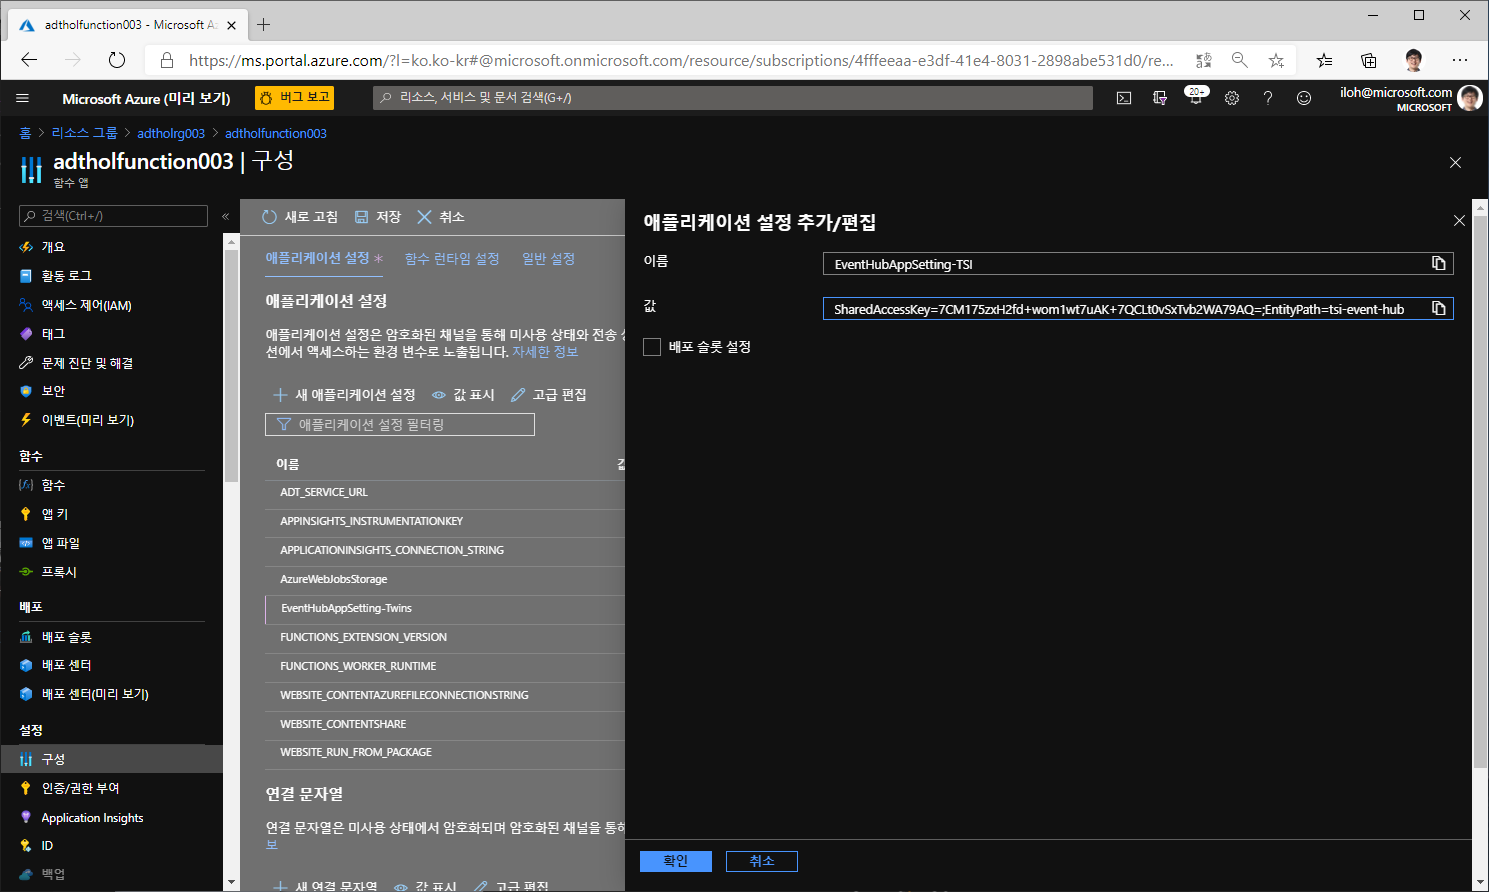 adtholfunction003 - Microsoft Az
https://ms.portal.azure.com/?l=ko.ko-kr#@microsoft.onmicrosoft.com/resource/subscriptions/4fffeeaa-e3df-41e4-8031-2898abe531d0/re...
Microsoft Azure (미리 보기)
버그 보고
리소스, 서비스 및 문서 검색(G+/)
20+
iloh@microsoft.com
MICROSOFT
홈 > 리소스 그룹 > adtholrg003 > adtholfunction003
adtholfunction003 | 구성
함수 앱
검색(Ctrl+/)
개요
활동 로그
액세스 제어(IAM)
태그
문제 진단 및 해결
보안
이벤트(미리 보기)
함수
함수
앱 키
앱 파일
프록시
배포
배포 슬롯
배포 센터
배포 센터(미리 보기)
설정
구성
인증/권한 부여
Application Insights
ID
백업
새로 고침 저장 취소
애플리케이션 설정 * 함수 런타임 설정 일반 설정
애플리케이션 설정
애플리케이션 설정은 암호화된 채널을 통해 미사용 상태와 전송
션에서 액세스하는 환경 변수로 노출됩니다. 자세한 정보
새 애플리케이션 설정 값 표시 고급 편집
애플리케이션 설정 필터링
이름
ADT_SERVICE_URL
APPINSIGHTS_INSTRUMENTATIONKEY
APPLICATIONINSIGHTS_CONNECTION_STRING
AzureWebJobsStorage
EventHubAppSetting-Twins
FUNCTIONS_EXTENSION_VERSION
FUNCTIONS_WORKER_RUNTIME
WEBSITE_CONTENTAZUREFILECONNECTIONSTRING
WEBSITE_CONTENTSHARE
WEBSITE_RUN_FROM_PACKAGE
연결 문자열
연결 문자열은 미사용 상태에서 암호화되며 암호화된 채널을 통해
보
새 연결 문자열 값 표시 고급 편집
애플리케이션 설정 추가/편집
이름
EventHubAppSetting-TSI
값
SharedAccessKey=7CM175zxH2fd+wom1wt7uAK+7QCLt0vSxTvb2WA79AQ=;EntityPath=tsi-event-hub
배포 슬롯 설정
확인 취소